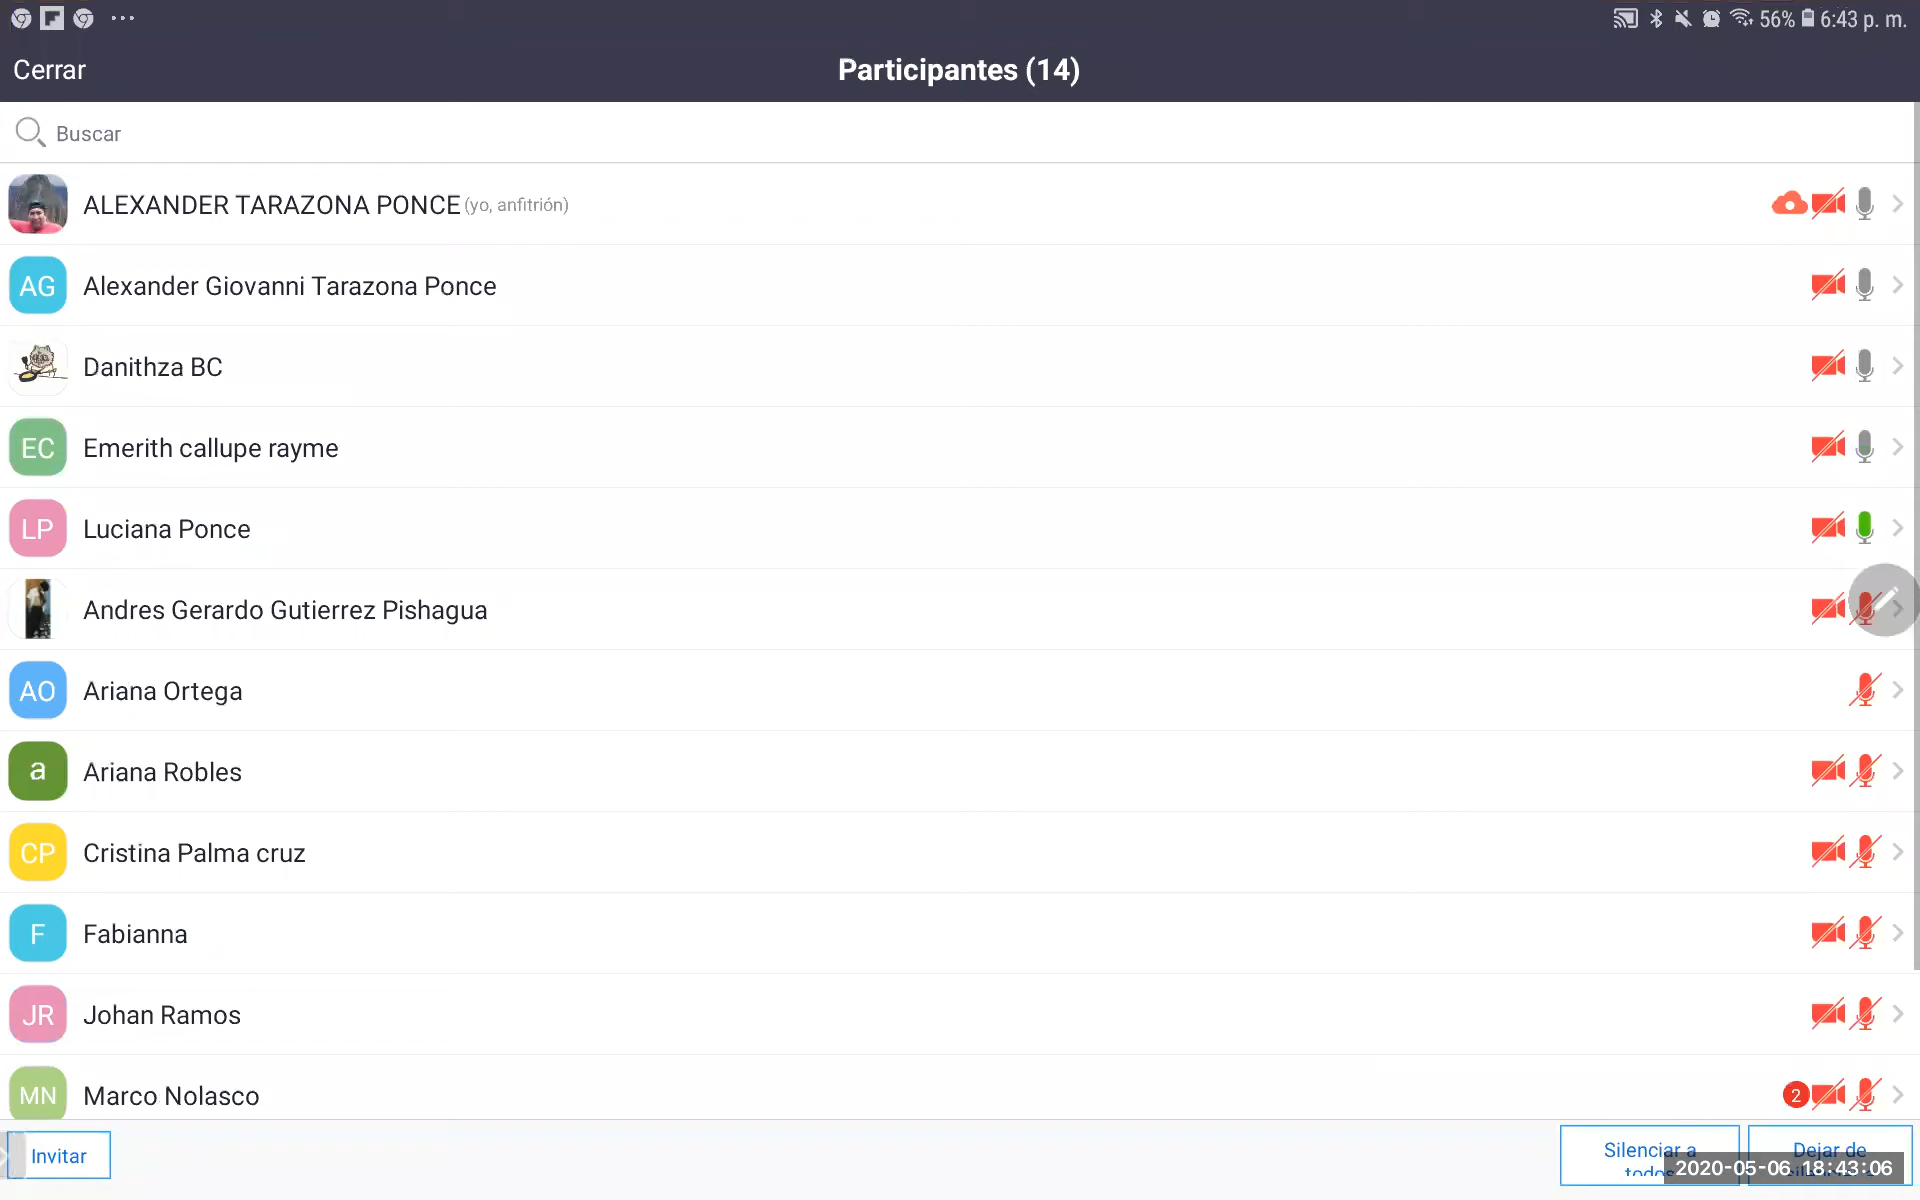 56% 6:43 p. m.
Cerrar
Participantes (14)
Buscar
ALEXANDER TARAZONA PONCE (yo, anfitrión)
AG Alexander Giovanni Tarazona Ponce
Danithza BC
EC Emerith callupe rayme
LP Luciana Ponce
Andres Gerardo Gutierrez Pishagua
AO Ariana Ortega
a Ariana Robles
CP Cristina Palma cruz
F Fabianna
JR Johan Ramos
MN Marco Nolasco 2
Invitar
Silenciar a
Dejar de
2020-05-06 18:43:06